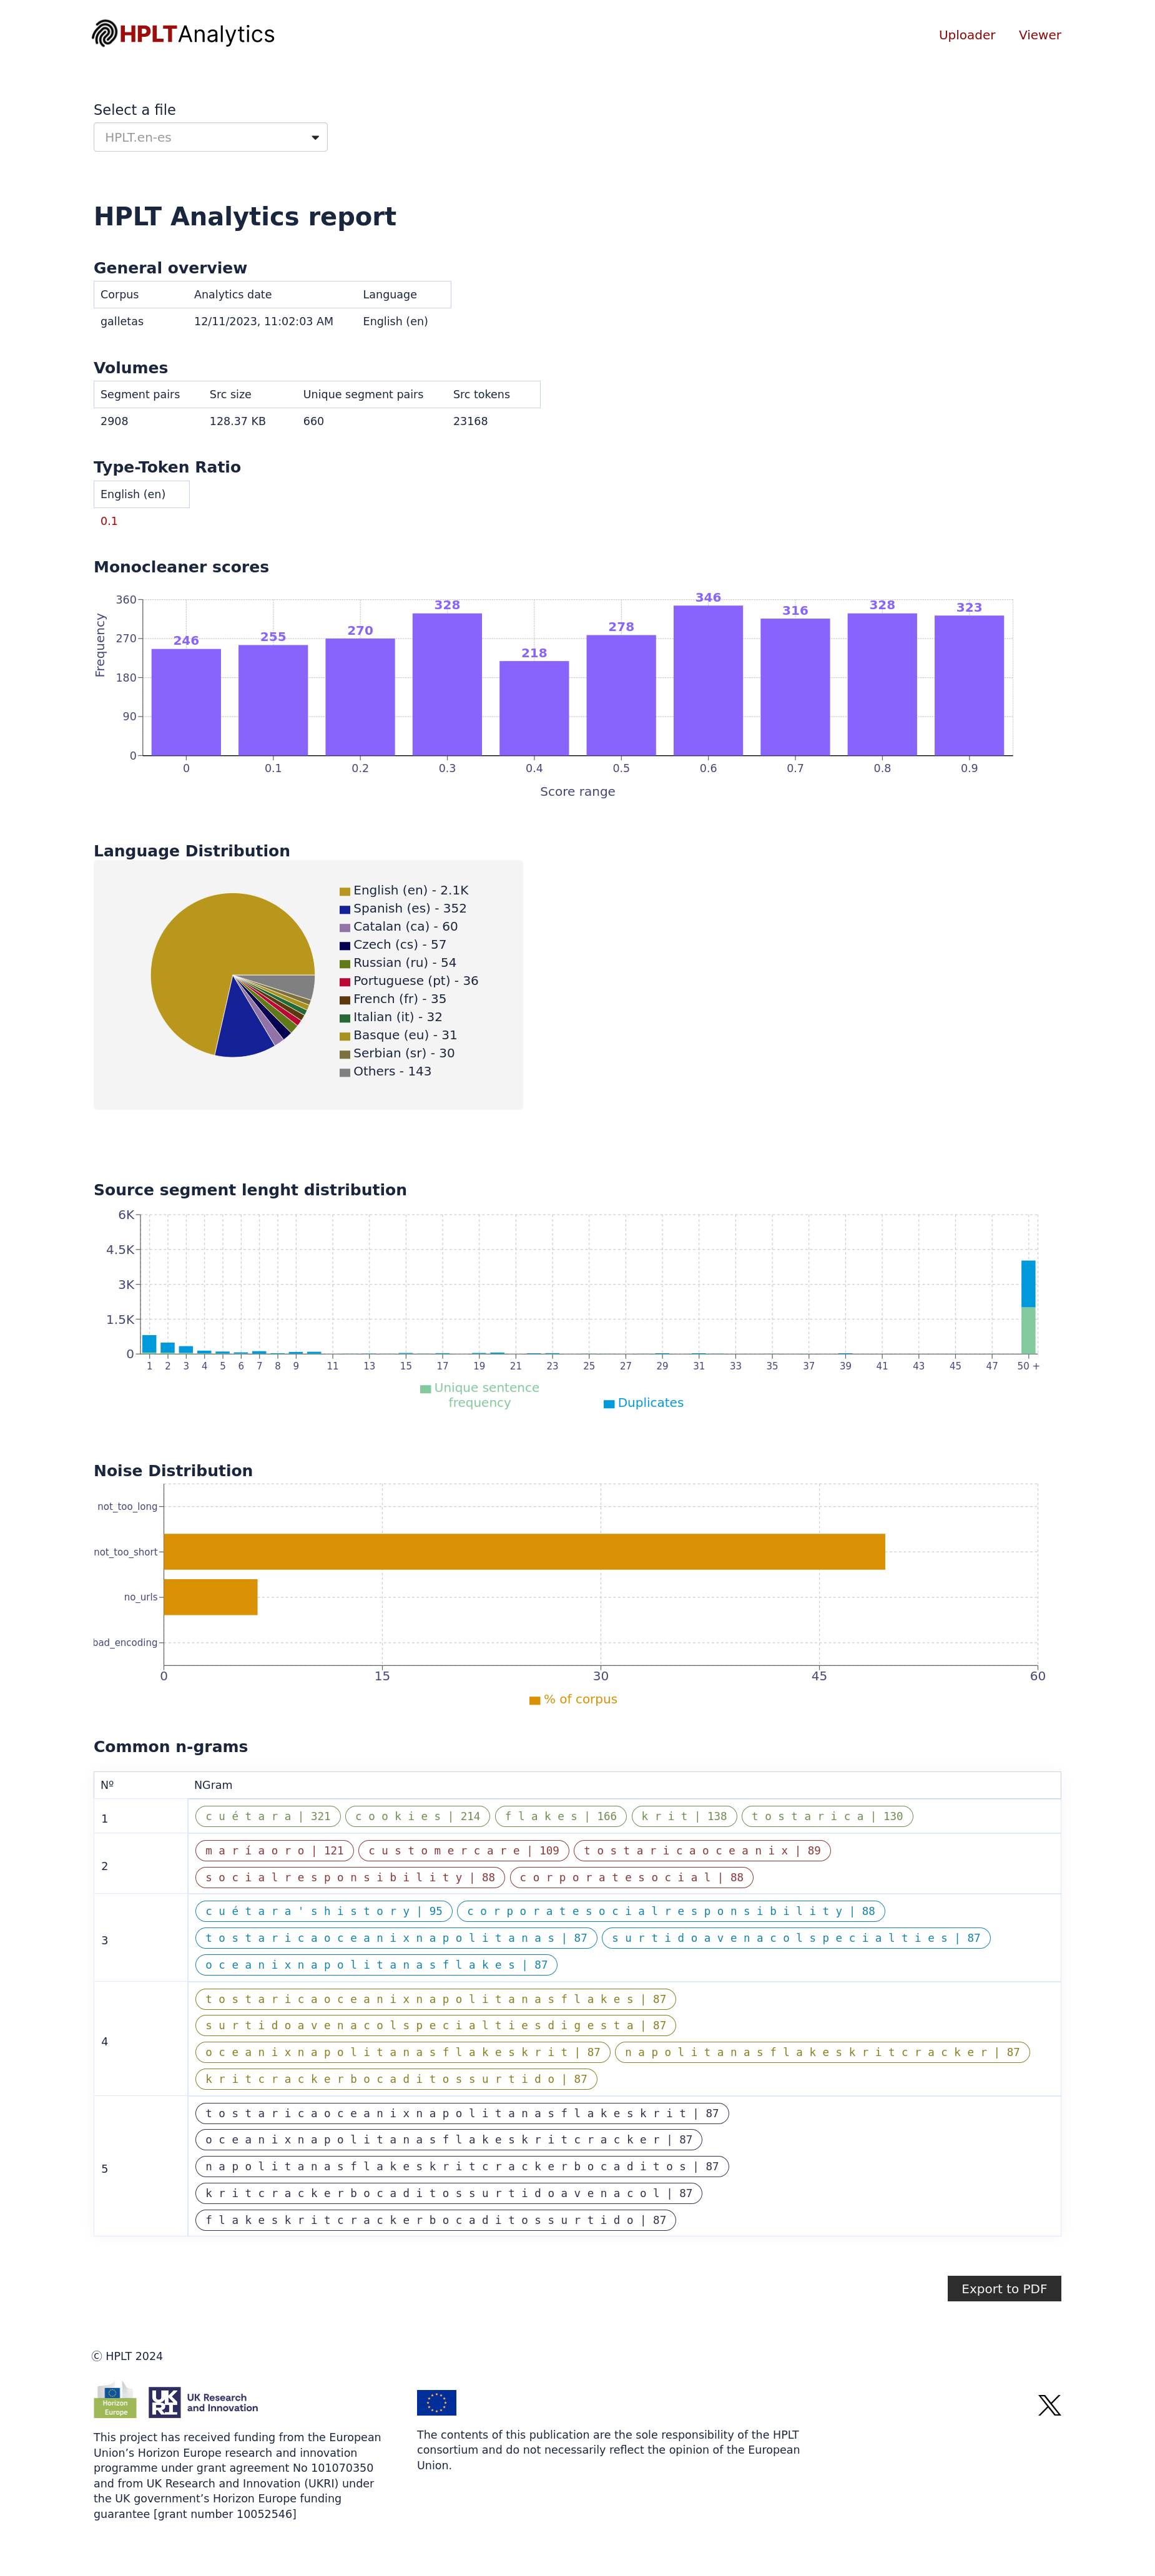 HPLTAnalytics
Uploader Viewer
Select a file
HPLT.en-es
HPLT Analytics report
General overview
Corpus Analytics date Language
galletas 12/11/2023, 11:02:03 AM English (en)
Volumes
Segment pairs Src size Unique segment pairs Src tokens
2908 128.37 KB 660 23168
Type-Token Ratio
English (en)
0.1
Monocleaner scores
Frequency
360
270
180
90
0
246 255 270 328 218 278 346 316 328 323
0 0.1 0.2 0.3 0.4 0.5 0.6 0.7 0.8 0.9
Score range
Language Distribution
English (en) - 2.1K
Spanish (es) - 352
Catalan (ca) - 60
Czech (cs) - 57
Russian (ru) - 54
Portuguese (pt) - 36
French (fr) - 35
Italian (it) - 32
Basque (eu) - 31
Serbian (sr) - 30
Others - 143
Source segment lenght distribution
6K
4.5K
3K
1.5K
0
1 2 3 4 5 6 7 8 9 11 13 15 17 19 21 23 25 27 29 31 33 35 37 39 41 43 45 47 50 +
Unique sentence
frequency
Duplicates
Noise Distribution
not_too_long
not_too_short
no_urls
bad_encoding
0 15 30 45 60
% of corpus
Common n-grams
Nº NGram
1
c u é t a r a | 321 c o o k i e s | 214 f l a k e s | 166 k r i t | 138 t o s t a r i c a | 130
2
m a r í a o r o | 121 c u s t o m e r c a r e | 109 t o s t a r i c a o c e a n i x | 89
s o c i a l r e s p o n s i b i l i t y | 88 c o r p o r a t e s o c i a l | 88
3
c u é t a r a ' s h i s t o r y | 95 c o r p o r a t e s o c i a l r e s p o n s i b i l i t y | 88
t o s t a r i c a o c e a n i x n a p o l i t a n a s | 87 s u r t i d o a v e n a c o l s p e c i a l t i e s | 87
o c e a n i x n a p o l i t a n a s f l a k e s | 87
4
t o s t a r i c a o c e a n i x n a p o l i t a n a s f l a k e s | 87
s u r t i d o a v e n a c o l s p e c i a l t i e s d i g e s t a | 87
o c e a n i x n a p o l i t a n a s f l a k e s k r i t | 87 n a p o l i t a n a s f l a k e s k r i t c r a c k e r | 87
k r i t c r a c k e r b o c a d i t o s s u r t i d o | 87
5
t o s t a r i c a o c e a n i x n a p o l i t a n a s f l a k e s k r i t | 87
o c e a n i x n a p o l i t a n a s f l a k e s k r i t c r a c k e r | 87
n a p o l i t a n a s f l a k e s k r i t c r a c k e r b o c a d i t o s | 87
k r i t c r a c k e r b o c a d i t o s s u r t i d o a v e n a c o l | 87
f l a k e s k r i t c r a c k e r b o c a d i t o s s u r t i d o | 87
Export to PDF
© HPLT 2024
Horizon
Europe
UKRI
UK Research
and Innovation
This project has received funding from the European
Union’s Horizon Europe research and innovation
programme under grant agreement No 101070350
and from UK Research and Innovation (UKRI) under
the UK government’s Horizon Europe funding
guarantee [grant number 10052546]
The contents of this publication are the sole responsibility of the HPLT
consortium and do not necessarily reflect the opinion of the European
Union.